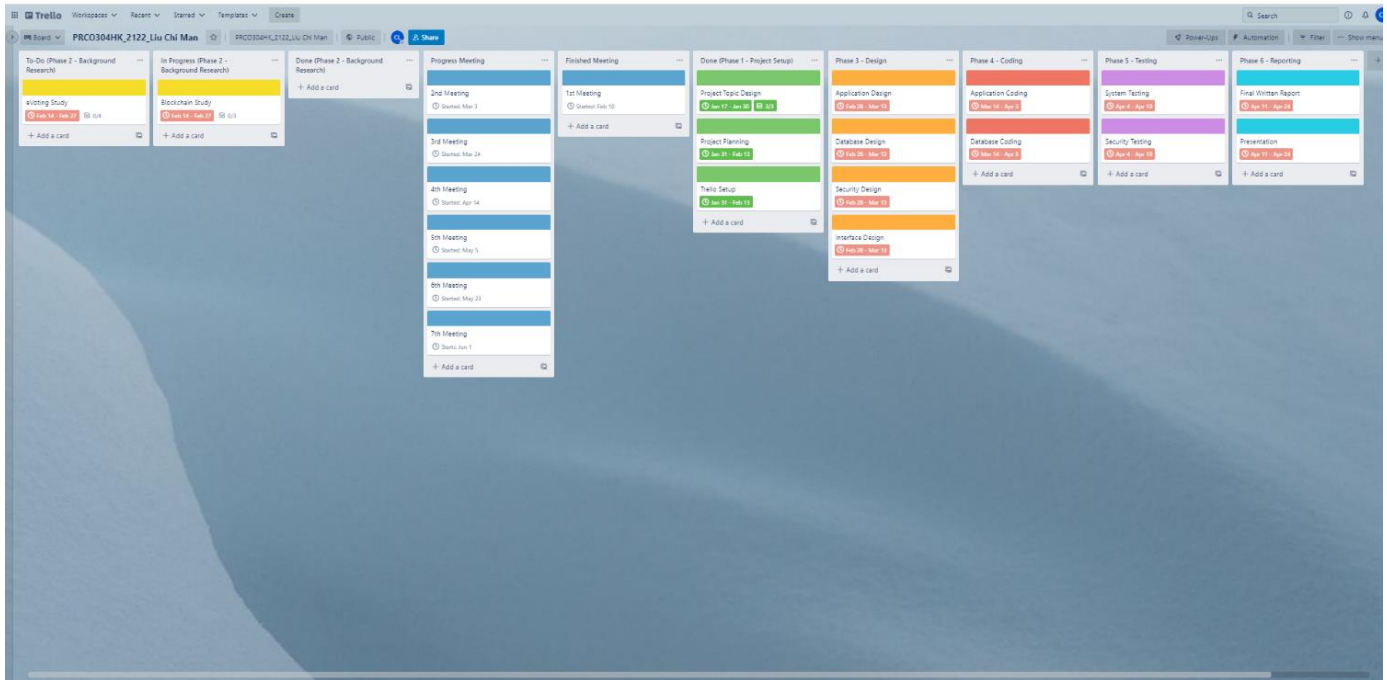 Trello
Workspaces
Recent
Starred
Templates
Create
Search
Board
PRCO304HK_2122_Liu Chi Man
PRCO304HK_2122_Liu Chi Man
Public
Share
Power-Ups
Automation
Filter
Show menu
To-Do (Phase 2 - Background
Research)
eVoting Study
Feb 14 - Feb 27
+ Add a card
In Progress (Phase 2 -
Background Research)
Blockchain Study
Feb 14 - Feb 27 0/3
+ Add a card
Done (Phase 2 - Background
Research)
+ Add a card
Progress Meeting
2nd Meeting
Started: Mar 3
3rd Meeting
Started: Mar 24
4th Meeting
Started: Apr 14
5th Meeting
Started: May 5
6th Meeting
Started: May 23
7th Meeting
Starts: Jun 1
+ Add a card
Finished Meeting
1st Meeting
Started: Feb 10
+ Add a card
Done (Phase 1 - Project Setup)
Project Topic Design
Jan 17 - Jan 30 3/3
Project Planning
Jan 31 - Feb 13
Trello Setup
Jan 31 - Feb 13
+ Add a card
Phase 3 - Design
Application Design
Feb 28 - Mar 13
Database Design
Feb 28 - Mar 13
Security Design
Feb 28 - Mar 13
Interface Design
Feb 28 - Mar 13
+ Add a card
Phase 4 - Coding
Application Coding
Mar 14 - Apr 3
Database Coding
Mar 14 - Apr 3
+ Add a card
Phase 5 - Testing
System Testing
Apr 4 - Apr 10
Security Testing
Apr 4 - Apr 10
+ Add a card
Phase 6 - Reporting
Final Written Report
Apr 11 - Apr 24
Presentation
Apr 11 - Apr 24
+ Add a card